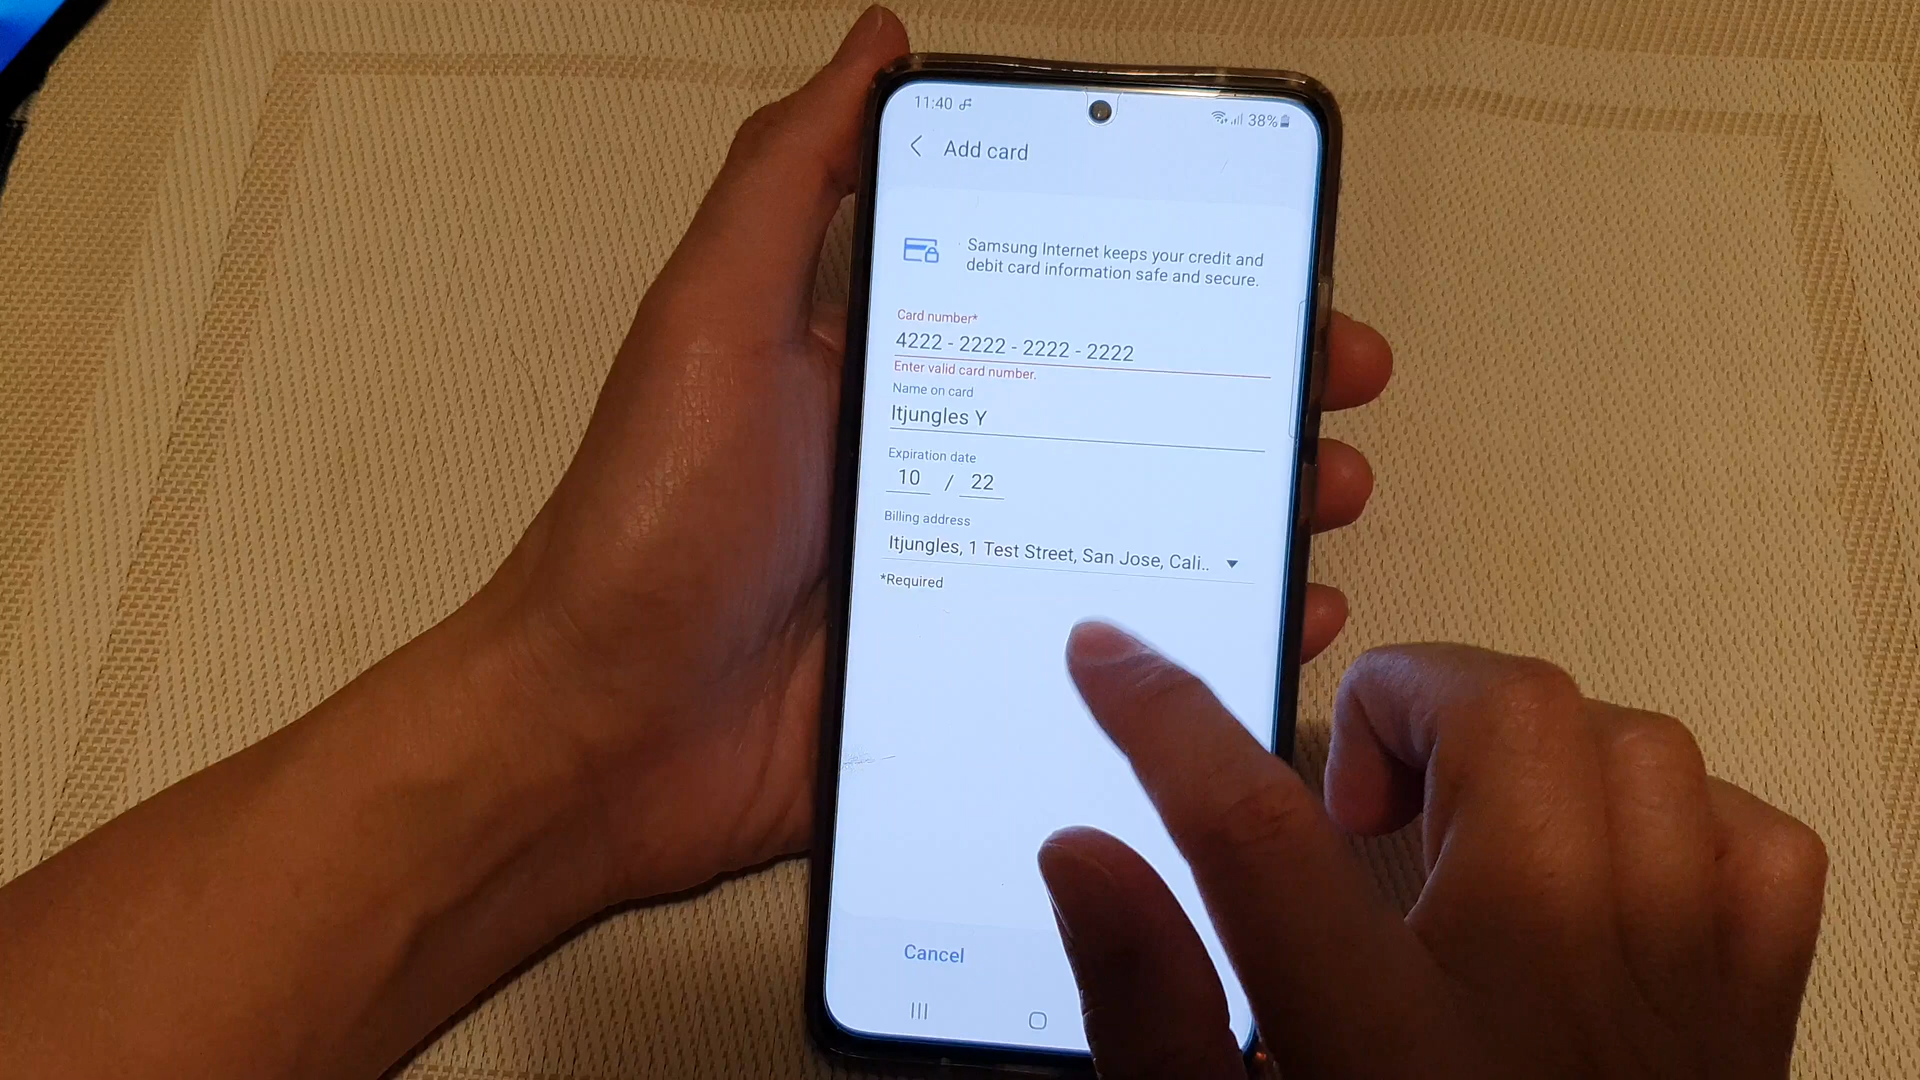 11:40
38%
Add card
Samsung Internet keeps your credit and
debit card information safe and secure.
Card number*
4222 - 2222 - 2222 - 2222
Enter valid card number.
Name on card
Itjungles Y
Expiration date
10 / 22
Billing address
Itjungles, 1 Test Street, San Jose, Cali..
*Required
Cancel